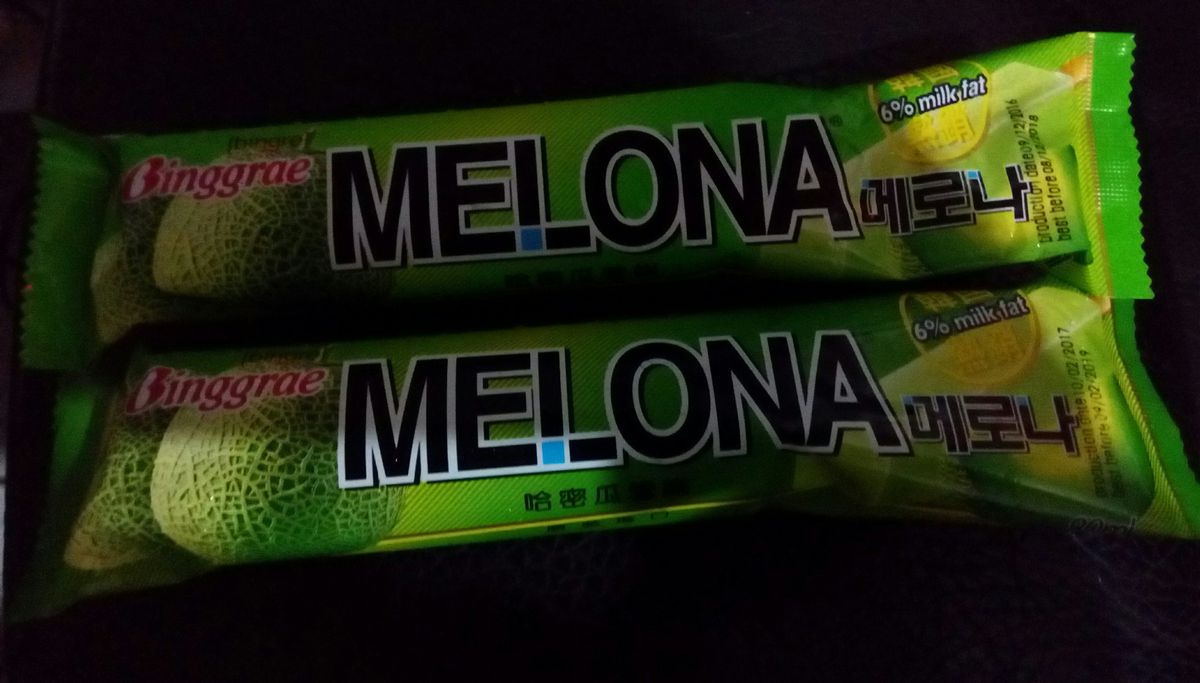 Binggrae
MELONA
6% milk fat
메로나
production date 09/12/2016
best before 08/12/2018
Binggrae
MELONA
6% milk fat
메로나
production date 10/02/2017
best before 09/02/2019
哈密瓜
80ml